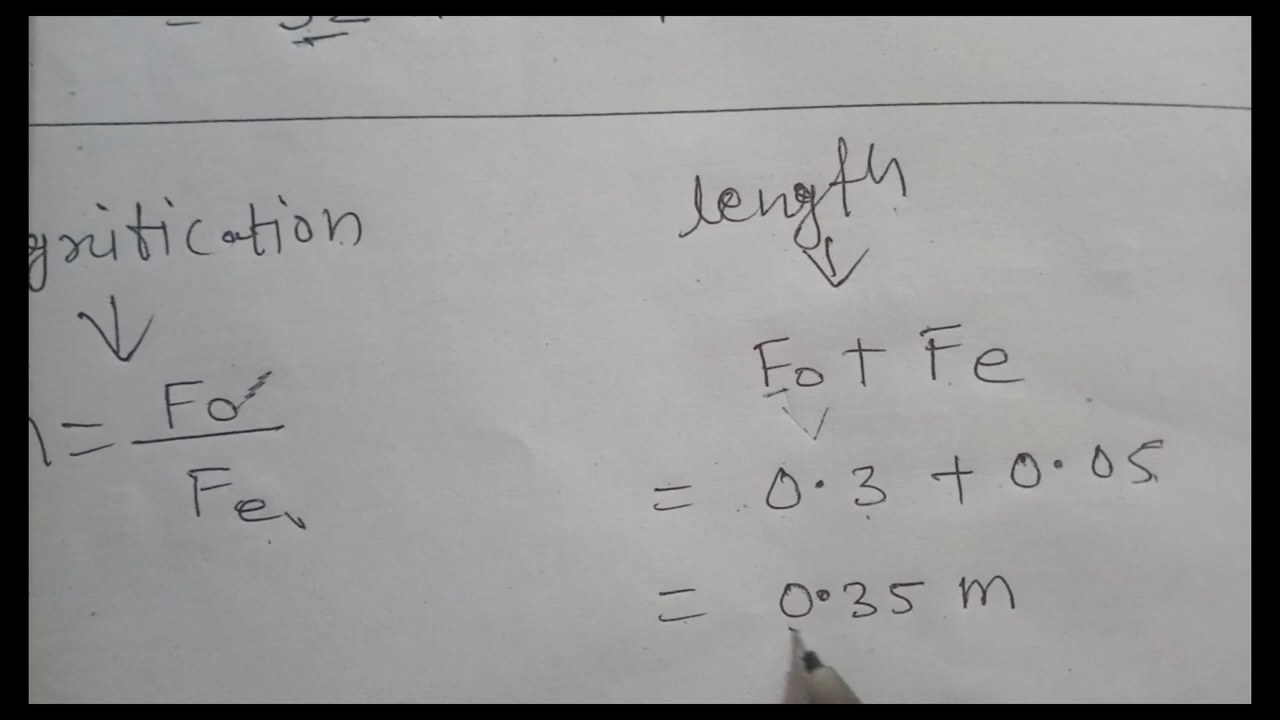 gnification
length
Fo + Fe
m = Fo / Fe
= 0.3 + 0.05
= 0.35 m